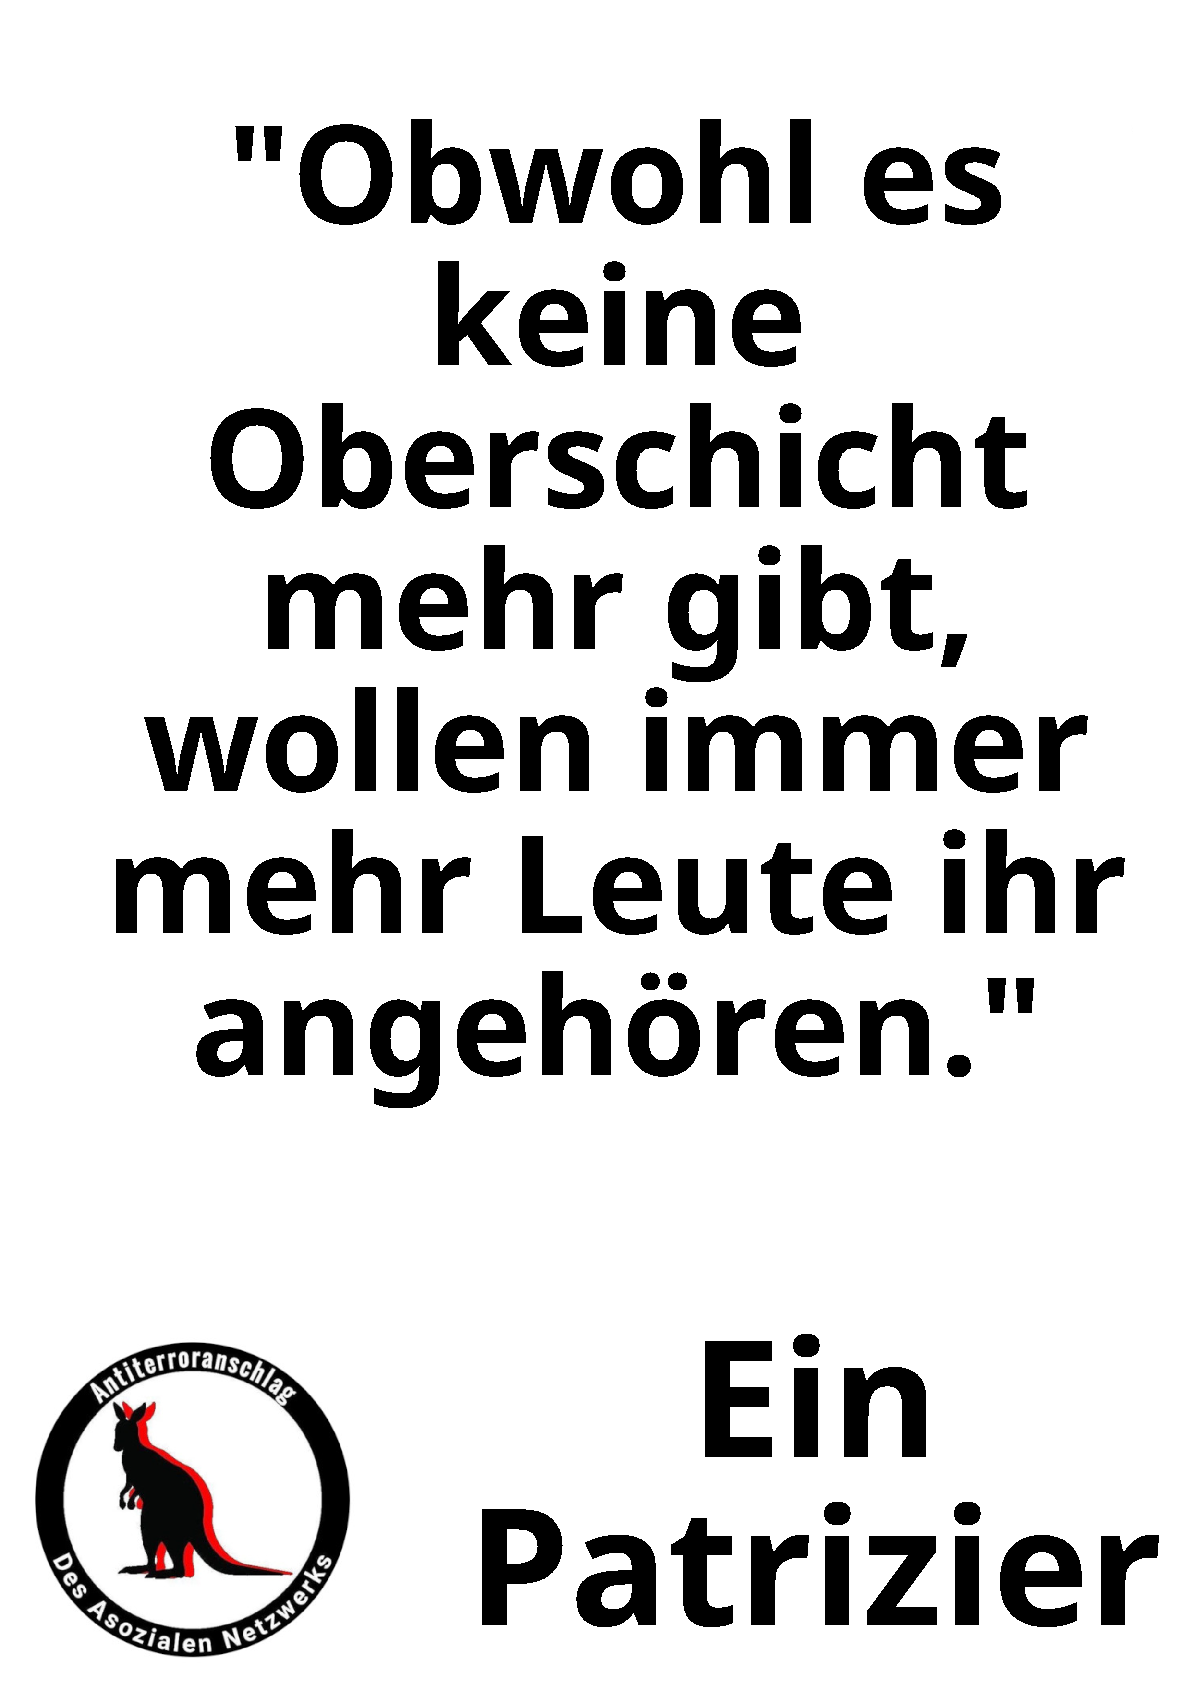 "Obwohl es
keine
Oberschicht
mehr gibt,
wollen immer
mehr Leute ihr
angehören."
Ein
Patrizier
Antiterroranschlag
Des Asozialen Netzwerks